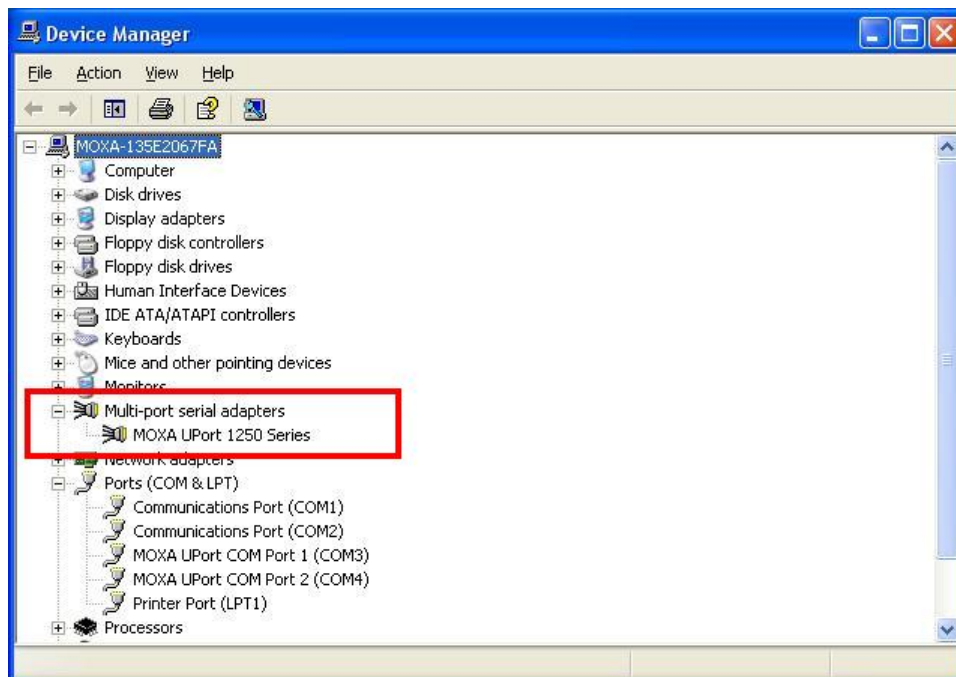 Device Manager
File Action View Help
MOXA-135E2067FA
Computer
Disk drives
Display adapters
Floppy disk controllers
Floppy disk drives
Human Interface Devices
IDE ATA/ATAPI controllers
Keyboards
Mice and other pointing devices
Monitors
Multi-port serial adapters
MOXA UPort 1250 Series
Network adapters
Ports (COM & LPT)
Communications Port (COM1)
Communications Port (COM2)
MOXA UPort COM Port 1 (COM3)
MOXA UPort COM Port 2 (COM4)
Printer Port (LPT1)
Processors